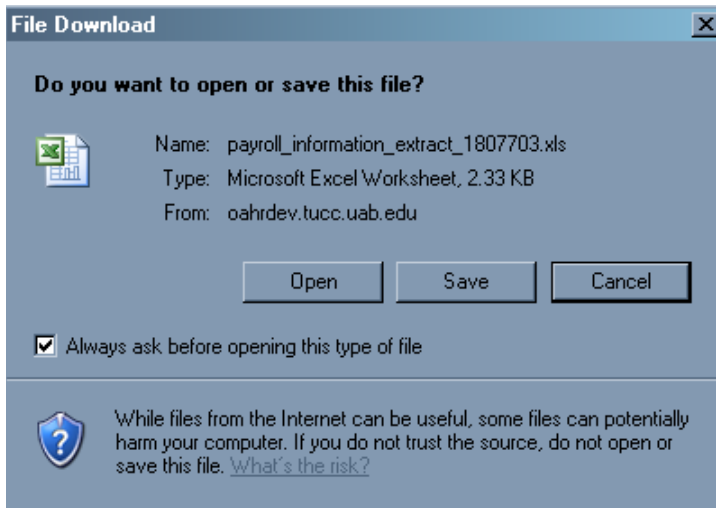 File Download
Do you want to open or save this file?
Name: payroll_information_extract_1807703.xls
Type: Microsoft Excel Worksheet, 2.33 KB
From: oahrdev.tucc.uab.edu
Open Save Cancel
Always ask before opening this type of file
While files from the Internet can be useful, some files can potentially
harm your computer. If you do not trust the source, do not open or
save this file. What's the risk?